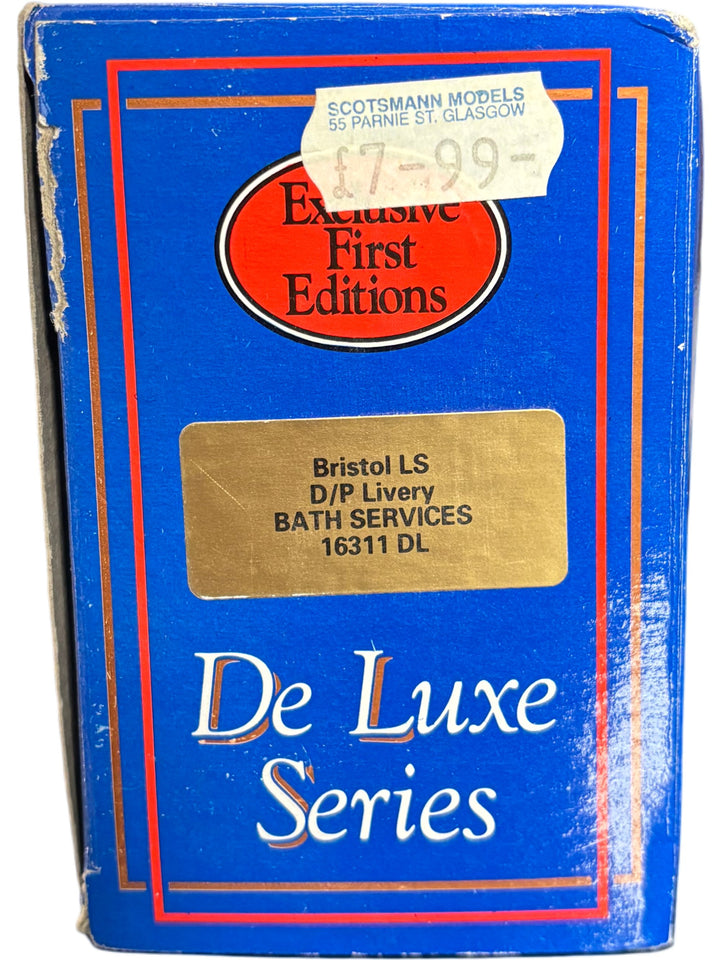 SCOTSMANN MODELS
55 PARNIE ST. GLASGOW
£7-99-
Exclusive
First
Editions
Bristol LS
D/P Livery
BATH SERVICES
16311 DL
De Luxe
Series